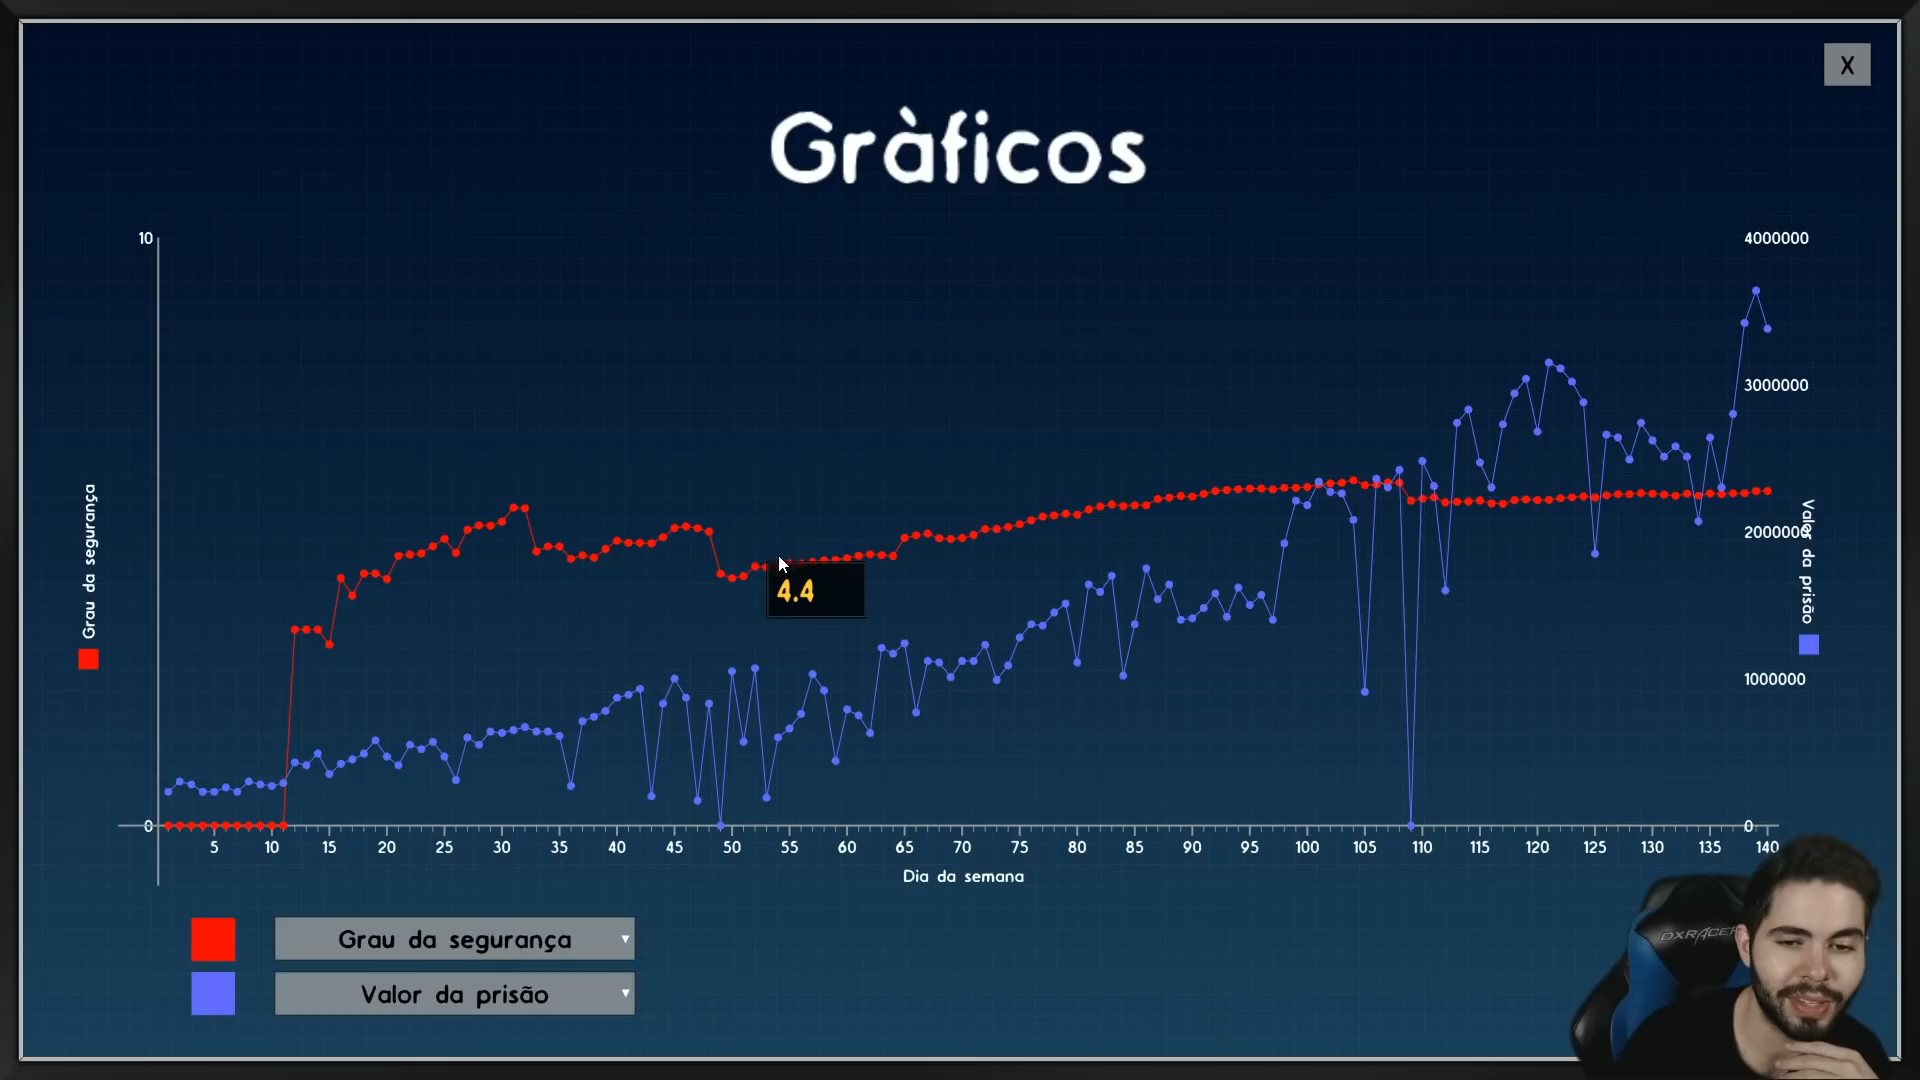 X
Gràficos
10
4000000
3000000
Grau da segurança
2000000
Valor da prisão
4.4
1000000
0
0
5 10 15 20 25 30 35 40 45 50 55 60 65 70 75 80 85 90 95 100 105 110 115 120 125 130 135 140
Dia da semana
Grau da segurança
Valor da prisão
DXRACER